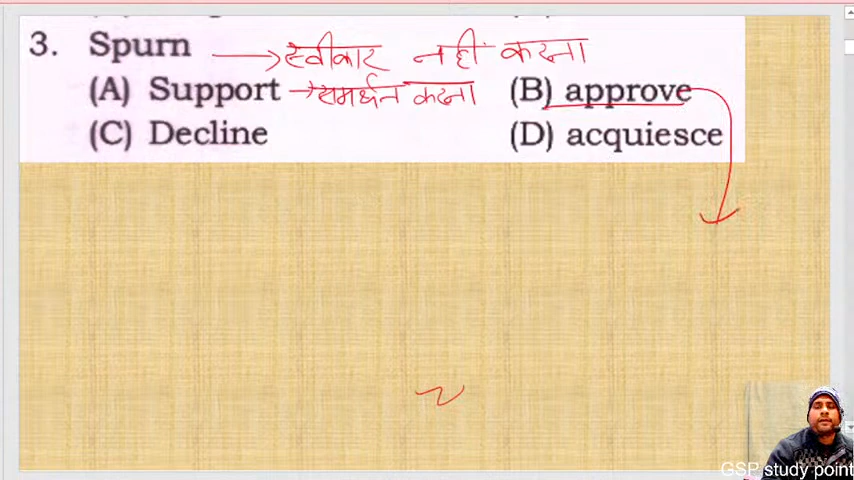 3. Spurn → स्वीकार नहीं करना
(A) Support → समर्थन करना (B) approve
(C) Decline (D) acquiesce
GSP study point